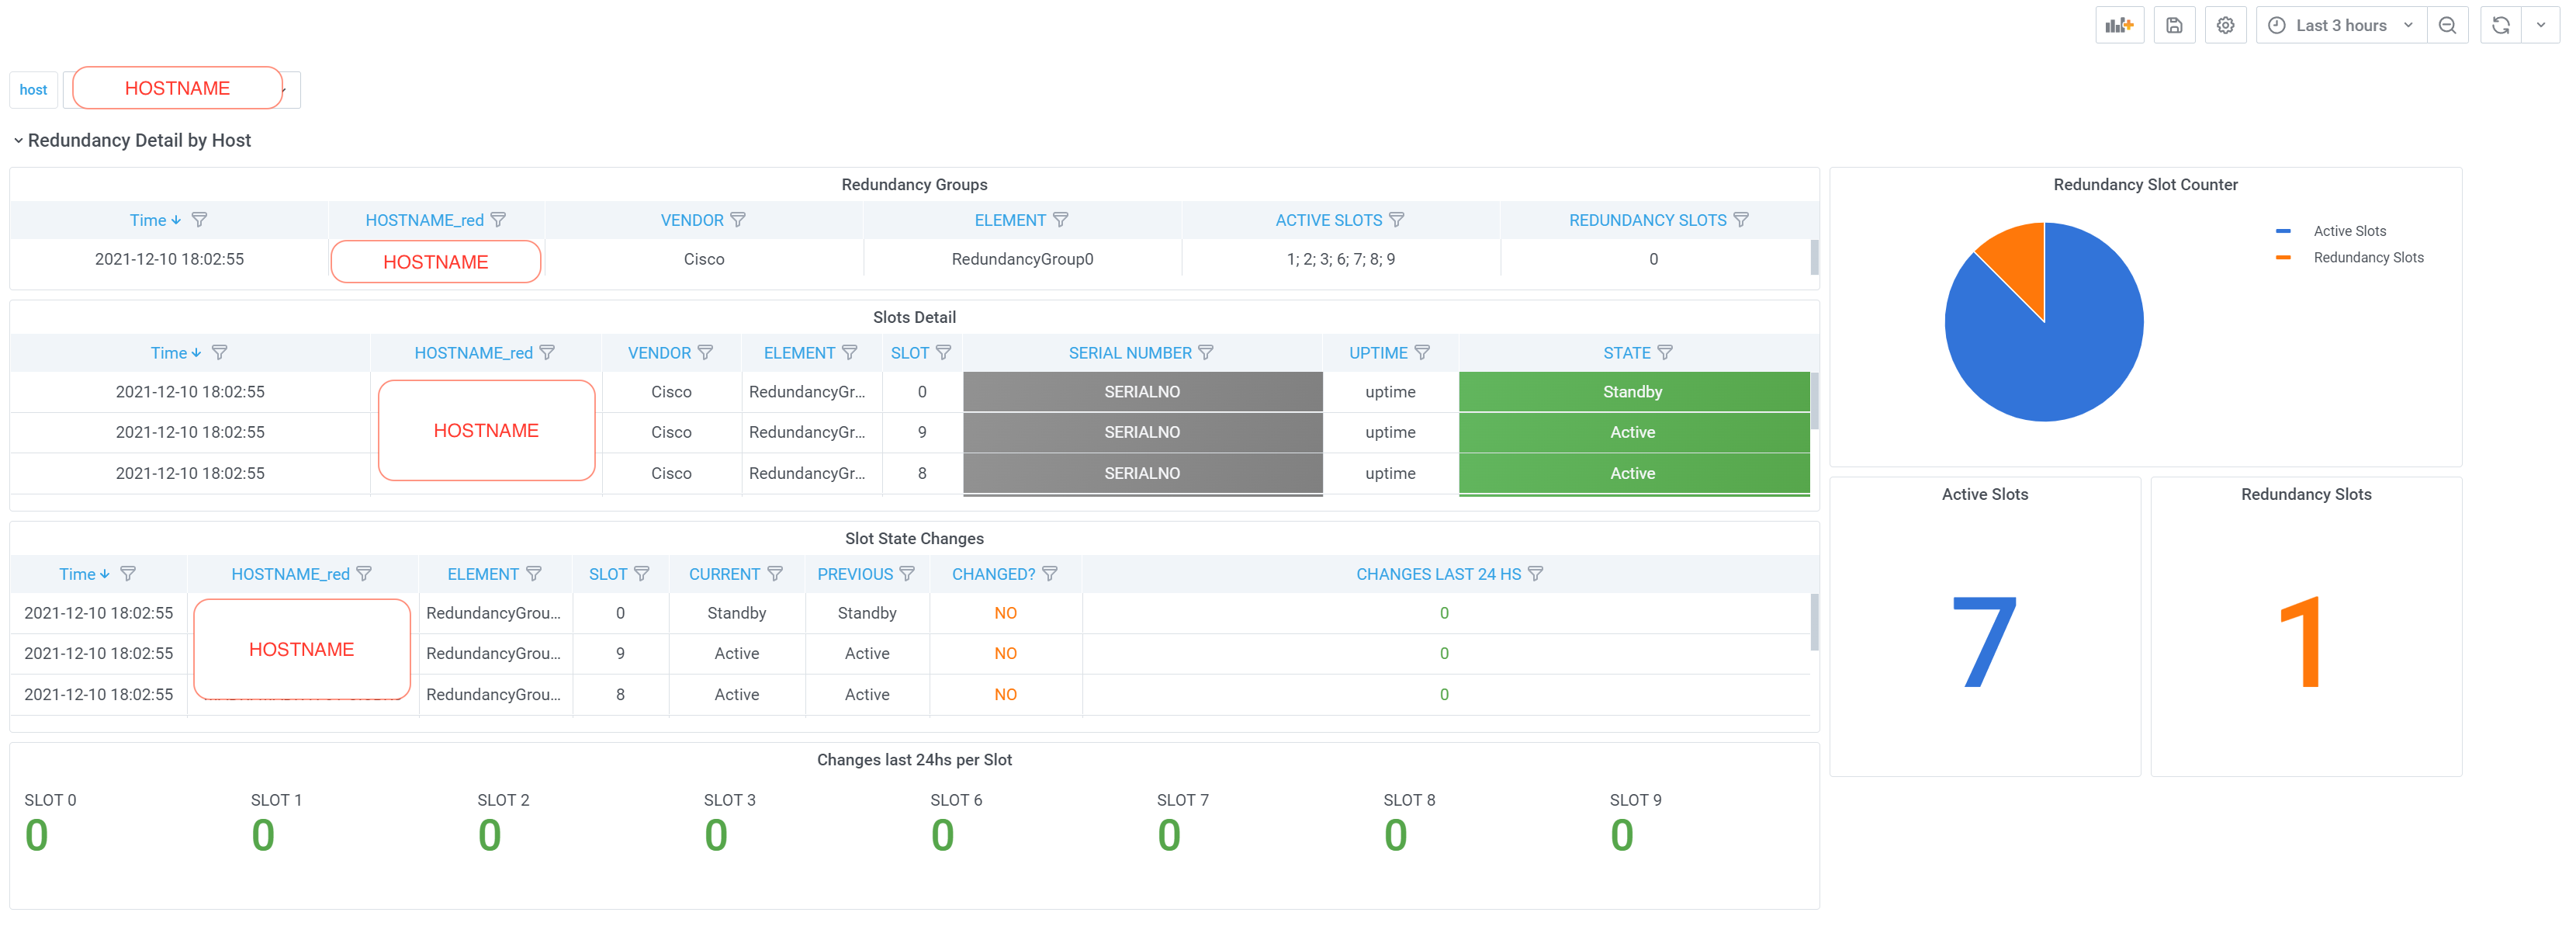 Last 3 hours
host HOSTNAME
Redundancy Detail by Host
Redundancy Groups
Time HOSTNAME_red VENDOR ELEMENT ACTIVE SLOTS REDUNDANCY SLOTS
2021-12-10 18:02:55 HOSTNAME Cisco RedundancyGroup0 1; 2; 3; 6; 7; 8; 9 0
Slots Detail
Time HOSTNAME_red VENDOR ELEMENT SLOT SERIAL NUMBER UPTIME STATE
2021-12-10 18:02:55 Cisco RedundancyGr... 0 SERIALNO uptime Standby
HOSTNAME
2021-12-10 18:02:55 Cisco RedundancyGr... 9 SERIALNO uptime Active
2021-12-10 18:02:55 Cisco RedundancyGr... 8 SERIALNO uptime Active
Slot State Changes
Time HOSTNAME_red ELEMENT SLOT CURRENT PREVIOUS CHANGED? CHANGES LAST 24 HS
2021-12-10 18:02:55 RedundancyGrou... 0 Standby Standby NO 0
HOSTNAME
2021-12-10 18:02:55 RedundancyGrou... 9 Active Active NO 0
2021-12-10 18:02:55 RedundancyGrou... 8 Active Active NO 0
Changes last 24hs per Slot
SLOT 0 SLOT 1 SLOT 2 SLOT 3 SLOT 6 SLOT 7 SLOT 8 SLOT 9
0 0 0 0 0 0 0 0
Redundancy Slot Counter
Active Slots
Redundancy Slots
Active Slots
7
Redundancy Slots
1